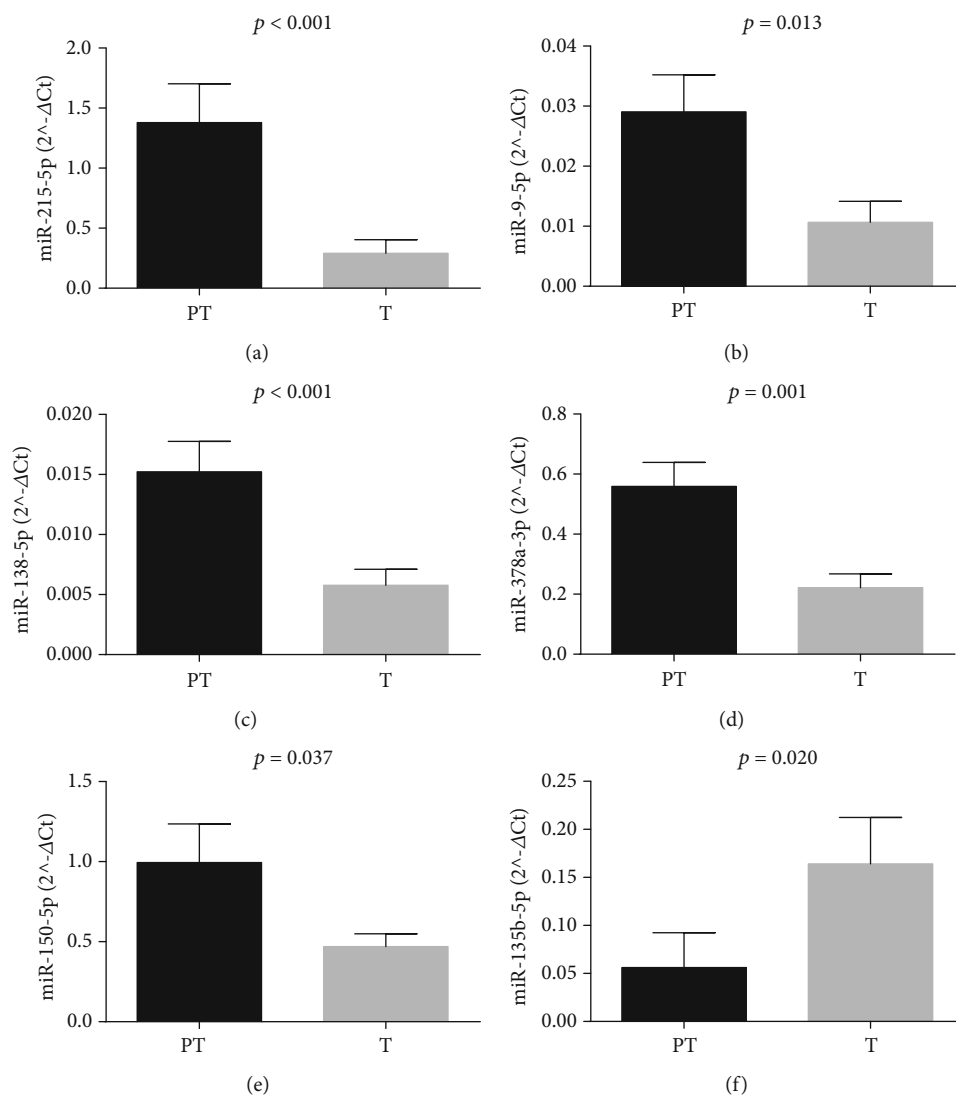 p < 0.001
2.0
1.5
1.0
0.5
0.0
miR-215-5p (2^-ΔCt)
PT
T
(a)
p = 0.013
0.04
0.03
0.02
0.01
0.00
miR-9-5p (2^-ΔCt)
PT
T
(b)
p < 0.001
0.020
0.015
0.010
0.005
0.000
miR-138-5p (2^-ΔCt)
PT
T
(c)
p = 0.001
0.8
0.6
0.4
0.2
0.0
miR-378a-3p (2^-ΔCt)
PT
T
(d)
p = 0.037
1.5
1.0
0.5
0.0
miR-150-5p (2^-ΔCt)
PT
T
(e)
p = 0.020
0.25
0.20
0.15
0.10
0.05
0.00
miR-135b-5p (2^-ΔCt)
PT
T
(f)